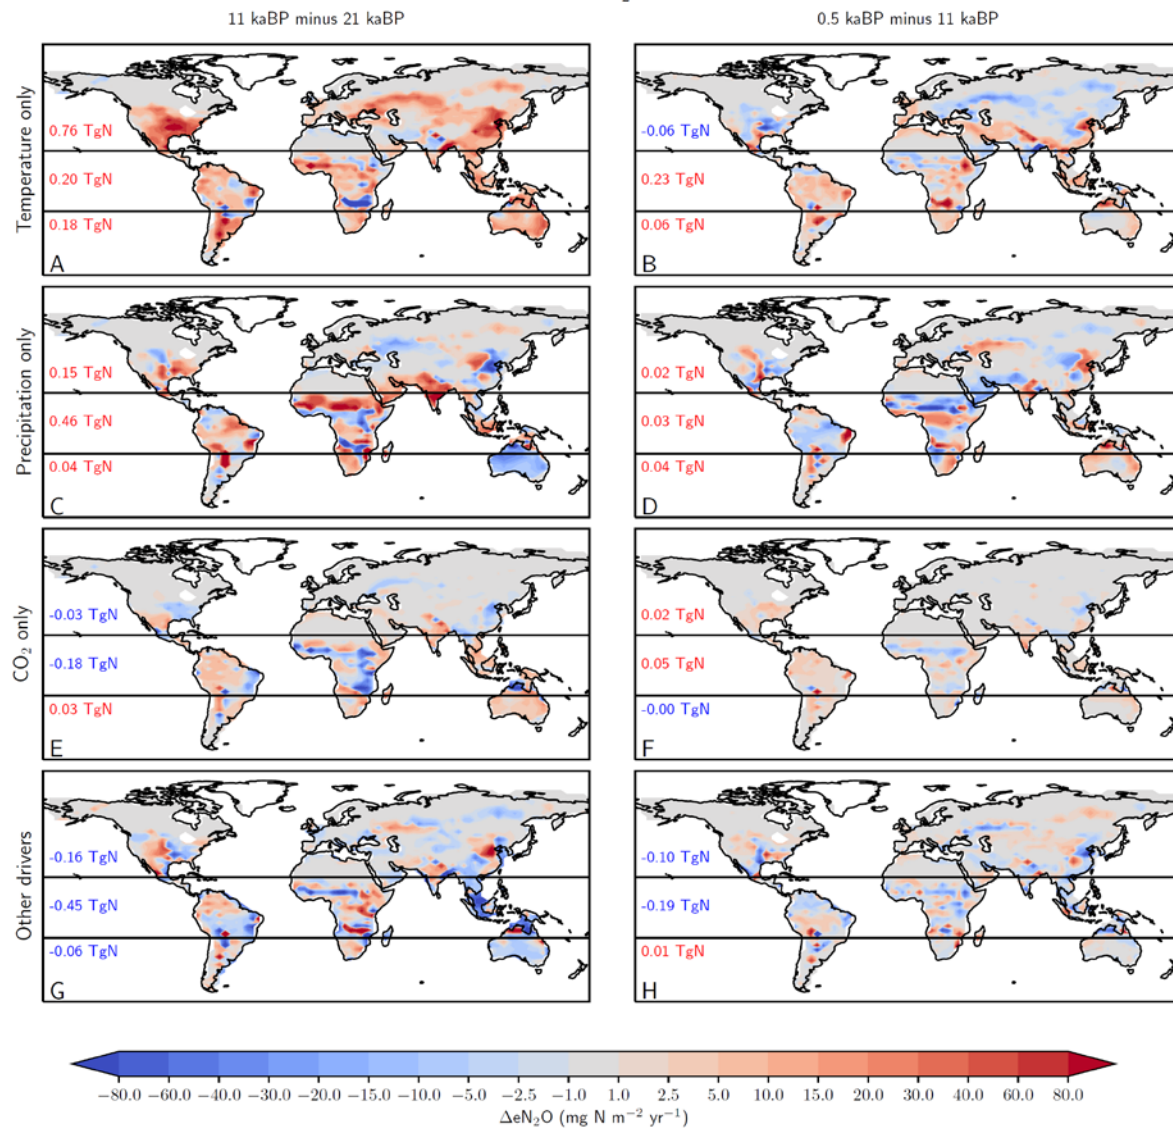 11 kaBP minus 21 kaBP
0.5 kaBP minus 11 kaBP
Temperature only
0.76 TgN
0.20 TgN
0.18 TgN
A
-0.06 TgN
0.23 TgN
0.06 TgN
B
Precipitation only
0.15 TgN
0.46 TgN
0.04 TgN
C
0.02 TgN
0.03 TgN
0.04 TgN
D
CO₂ only
-0.03 TgN
-0.18 TgN
0.03 TgN
E
0.02 TgN
0.05 TgN
-0.00 TgN
F
Other drivers
-0.16 TgN
-0.45 TgN
-0.06 TgN
G
-0.10 TgN
-0.19 TgN
0.01 TgN
H
−80.0 −60.0 −40.0 −30.0 −20.0 −15.0 −10.0 −5.0 −2.5 −1.0 1.0 2.5 5.0 10.0 15.0 20.0 30.0 40.0 60.0 80.0
ΔeN₂O (mg N m⁻² yr⁻¹)